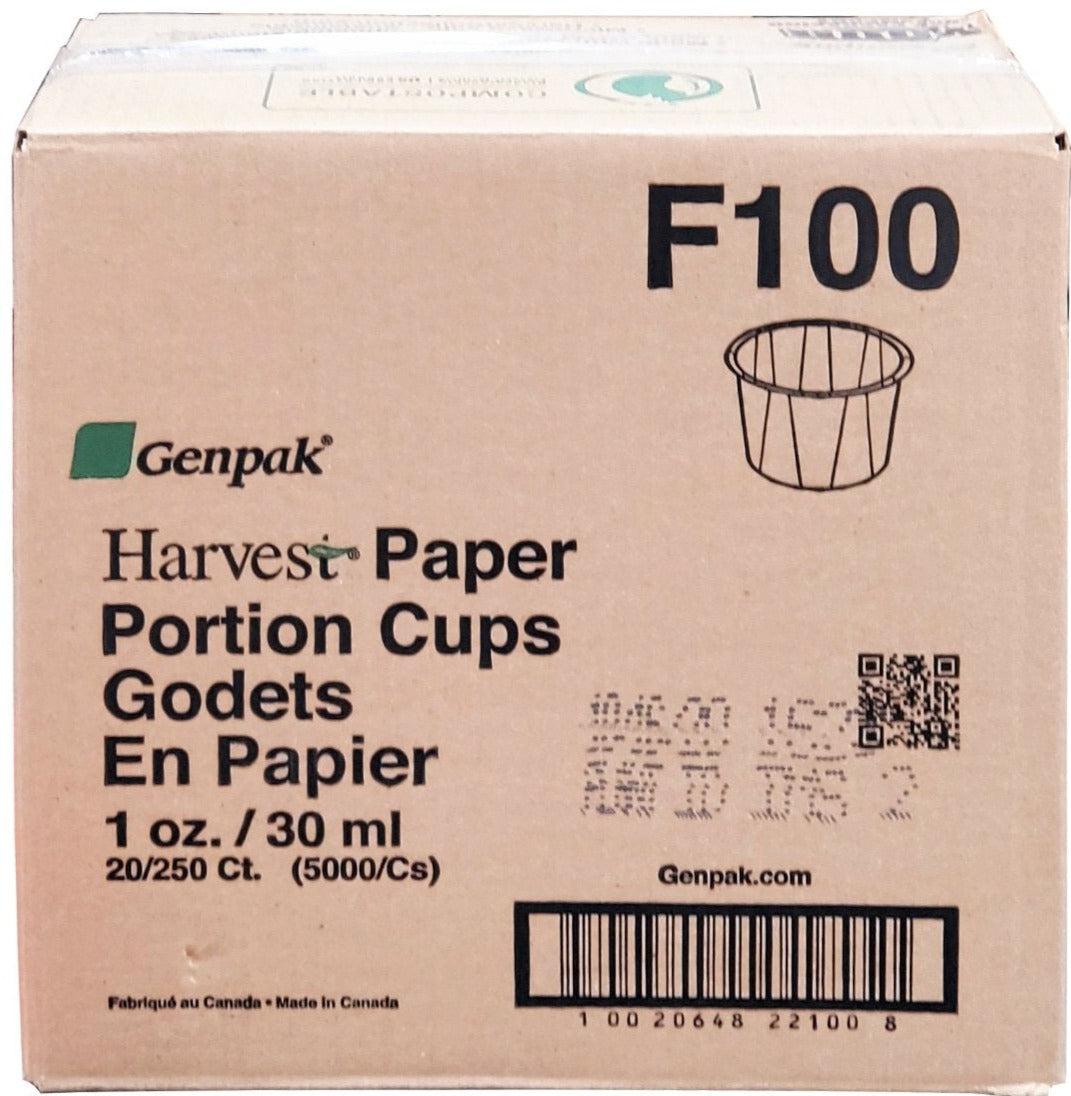 COMPOSTABLE
F100
Genpak®
Harvest® Paper
Portion Cups
Godets
En Papier
1 oz. / 30 ml
20/250 Ct. (5000/Cs)
Genpak.com
Fabriqué au Canada • Made in Canada
1 00 20648 22100 8